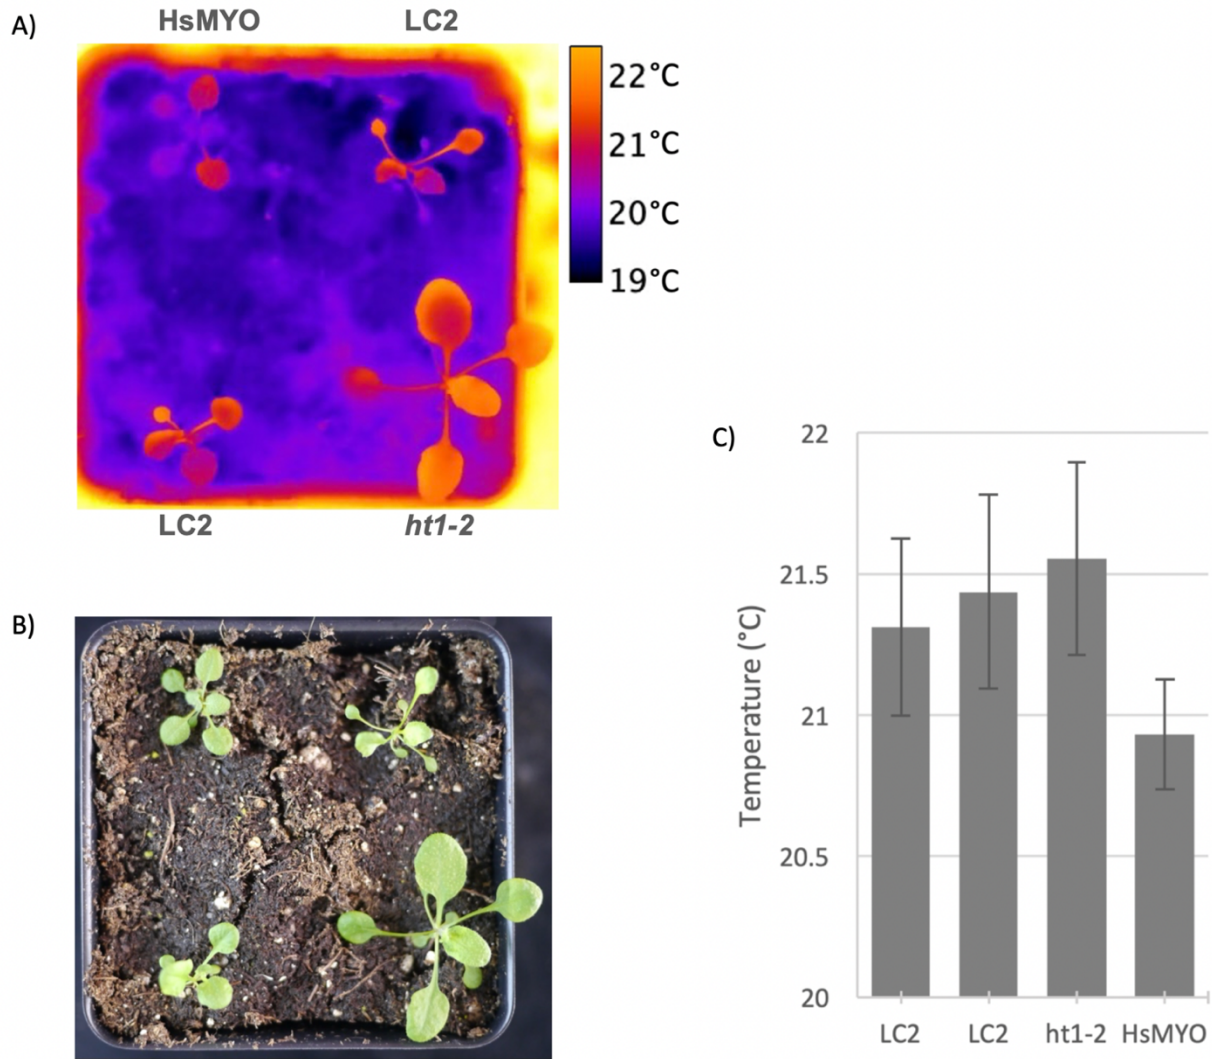 A)
HsMYO LC2
22°C
21°C
20°C
19°C
LC2 ht1-2
B)
C)
22
21.5
21
20.5
20
Temperature (°C)
LC2 LC2 ht1-2 HsMYO